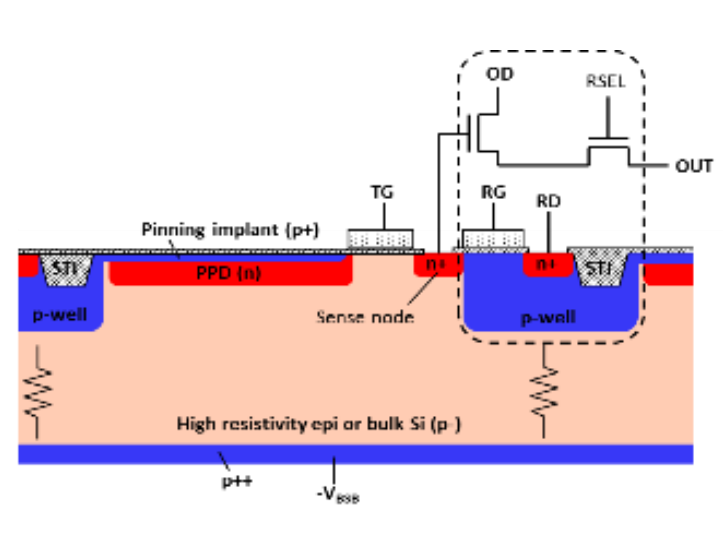 OD
RSEL
OUT
TG
RG
RD
Pinning implant (p+)
STI
PPD (n)
n+
n+
STI
p-well
Sense node
p-well
High resistivity epi or bulk Si (p-)
p++
-VBSB